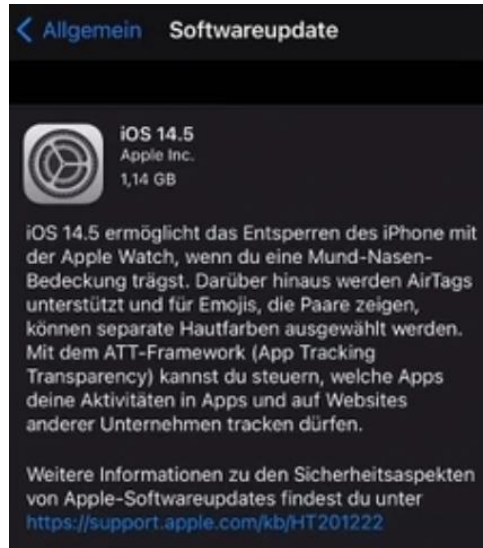 Allgemein Softwareupdate
iOS 14.5
Apple Inc.
1,14 GB
iOS 14.5 ermöglicht das Entsperren des iPhone mit
der Apple Watch, wenn du eine Mund-Nasen-
Bedeckung trägst. Darüber hinaus werden AirTags
unterstützt und für Emojis, die Paare zeigen,
können separate Hautfarben ausgewählt werden.
Mit dem ATT-Framework (App Tracking
Transparency) kannst du steuern, welche Apps
deine Aktivitäten in Apps und auf Websites
anderer Unternehmen tracken dürfen.
Weitere Informationen zu den Sicherheitsaspekten
von Apple-Softwareupdates findest du unter
https://support.apple.com/kb/HT201222